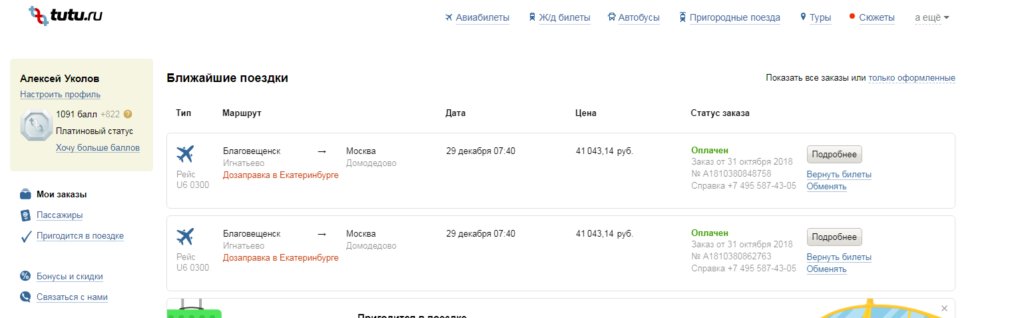 tutu.ru
Авиабилеты Ж/д билеты Автобусы Пригородные поезда Туры Сюжеты а ещё
Алексей Уколов
Настроить профиль
1091 балл +822 ?
Платиновый статус
Хочу больше баллов
Мои заказы
Пассажиры
Пригодится в поездке
Бонусы и скидки
Связаться с нами
Ближайшие поездки
Показать все заказы или только оформленные
Тип Маршрут Дата Цена Статус заказа
Благовещенск → Москва 29 декабря 07:40 41 043,14 руб. Оплачен
Игнатьево Домодедово Заказ от 31 октября 2018 Подробнее
Рейс Дозаправка в Екатеринбурге № A1810380848758 Вернуть билеты
U6 0300 Справка +7 495 587-43-05 Обменять
Благовещенск → Москва 29 декабря 07:40 41 043,14 руб. Оплачен
Игнатьево Домодедово Заказ от 31 октября 2018 Подробнее
Рейс Дозаправка в Екатеринбурге № A1810380862763 Вернуть билеты
U6 0300 Справка +7 495 587-43-05 Обменять
Пригодится в поездке